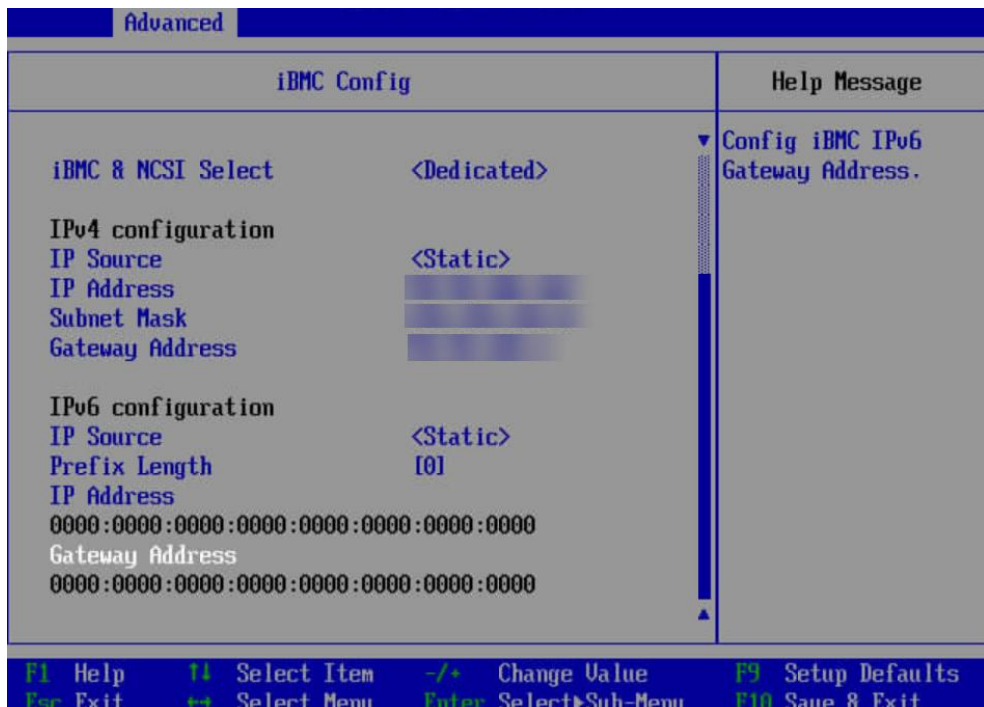 Advanced
iBMC Config
Help Message
iBMC & NCSI Select <Dedicated>
Config iBMC IPv6
Gateway Address.
IPv4 configuration
IP Source <Static>
IP Address
Subnet Mask
Gateway Address
IPv6 configuration
IP Source <Static>
Prefix Length [0]
IP Address
0000:0000:0000:0000:0000:0000:0000:0000
Gateway Address
0000:0000:0000:0000:0000:0000:0000:0000
F1 Help ↑↓ Select Item -/+ Change Value F9 Setup Defaults
Esc Exit ←→ Select Menu Enter Select▶Sub-Menu F10 Save & Exit